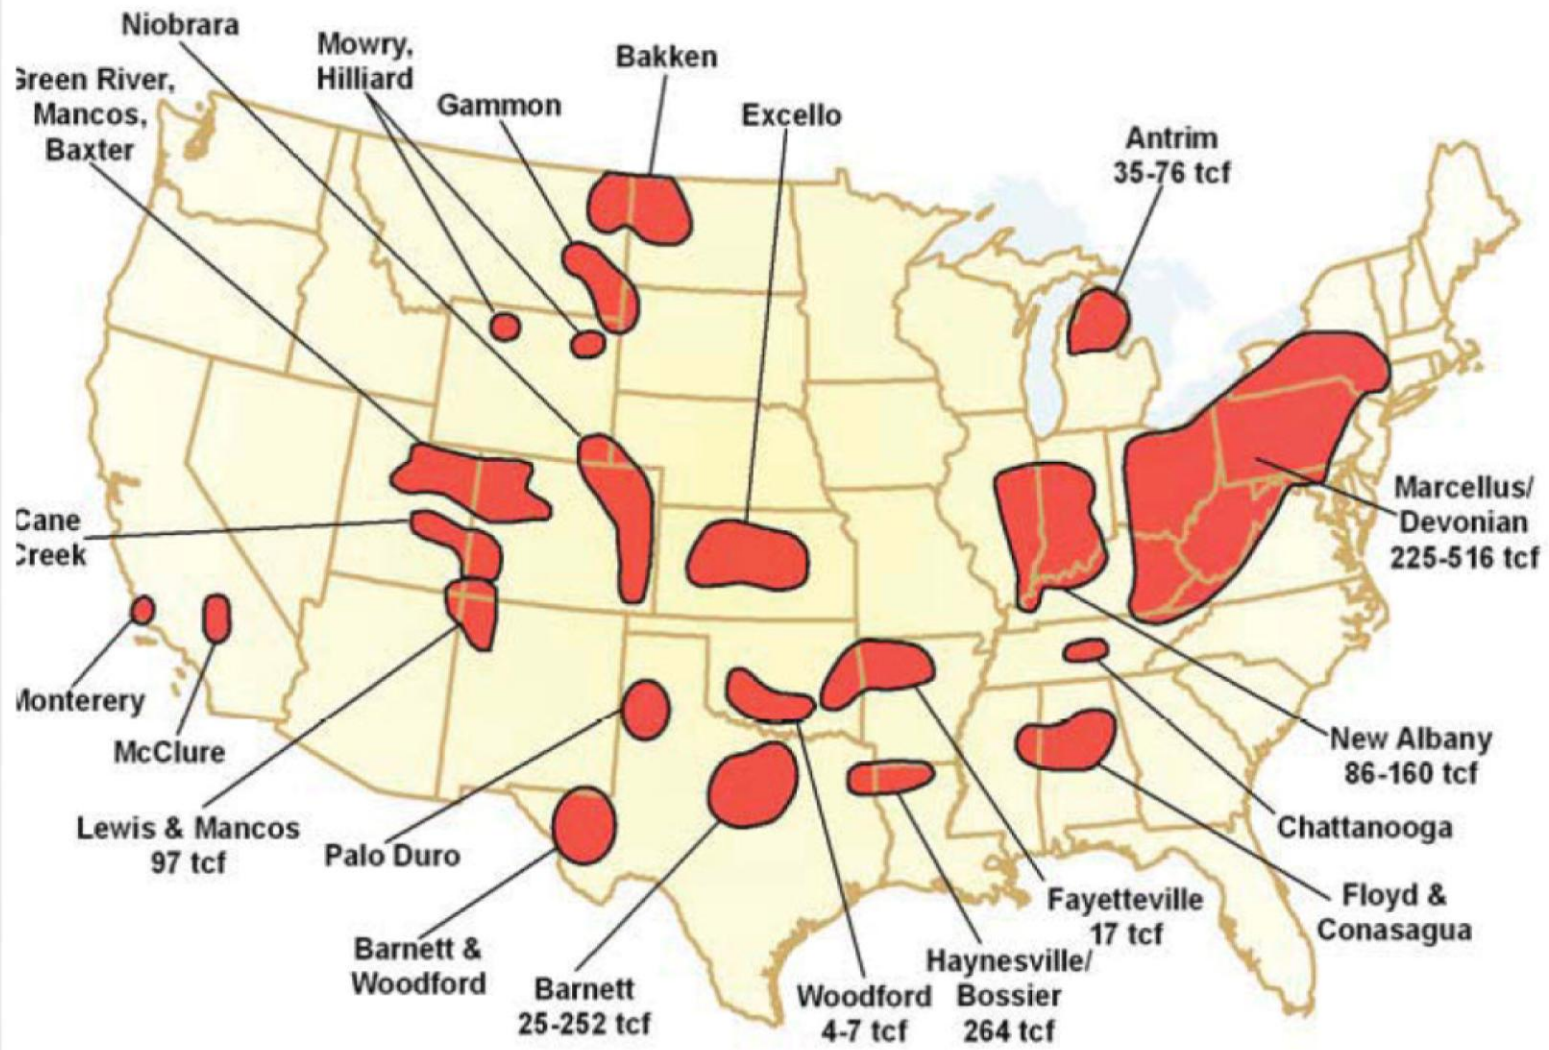 Niobrara
Mowry,
Hilliard
Bakken
Green River,
Mancos,
Baxter
Gammon
Excello
Antrim
35-76 tcf
Cane
Creek
Marcellus/
Devonian
225-516 tcf
Monterery
McClure
New Albany
86-160 tcf
Lewis & Mancos
97 tcf
Palo Duro
Chattanooga
Barnett &
Woodford
Barnett
25-252 tcf
Woodford
4-7 tcf
Haynesville/
Bossier
264 tcf
Fayetteville
17 tcf
Floyd &
Conasagua